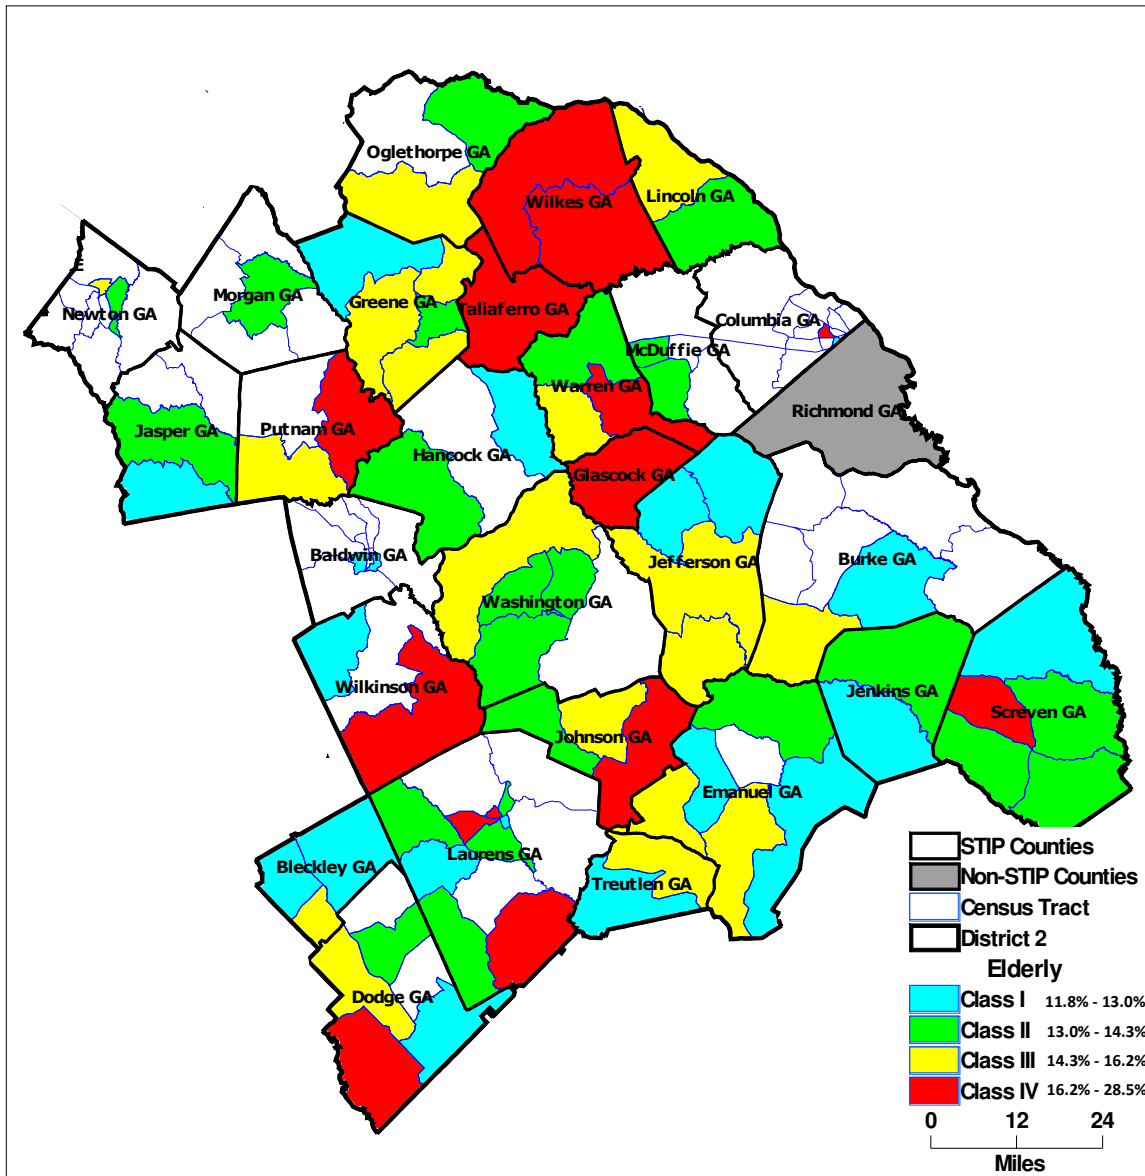 Oglethorpe GA
Wilkes GA
Lincoln GA
Morgan GA
Greene GA
Taliaferro GA
Newton GA
Columbia GA
McDuffie GA
Warren GA
Richmond GA
Jasper GA
Putnam GA
Hancock GA
Glascock GA
Baldwin GA
Jefferson GA
Burke GA
Washington GA
Wilkinson GA
Jenkins GA
Screven GA
Johnson GA
Emanuel GA
Laurens GA
Bleckley GA
Treutlen GA
Dodge GA
STIP Counties
Non-STIP Counties
Census Tract
District 2
Elderly
Class I 11.8% - 13.0%
Class II 13.0% - 14.3%
Class III 14.3% - 16.2%
Class IV 16.2% - 28.5%
0 12 24
Miles